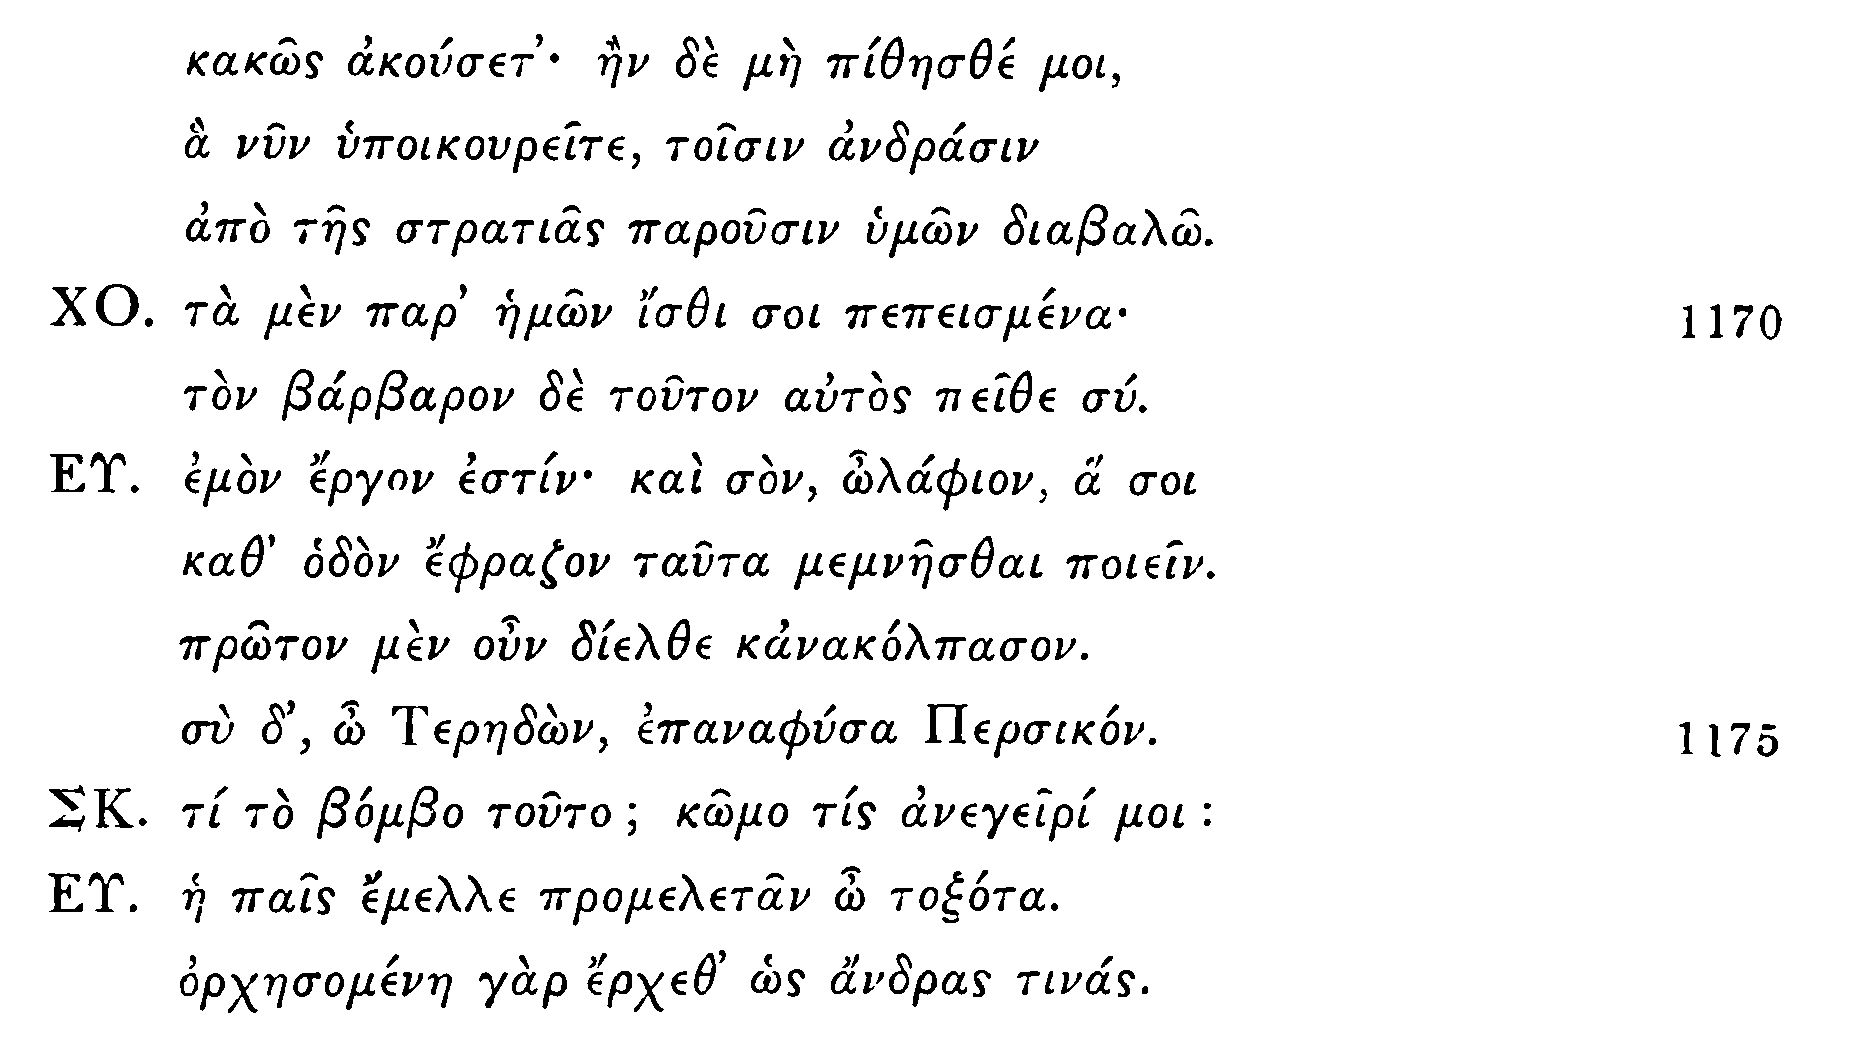 κακῶς ἀκούσετ’· ἢν δὲ μὴ πίθησθέ μοι,
ἃ νῦν ὑποικουρεῖτε, τοῖσιν ἀνδράσιν
ἀπὸ τῆς στρατιᾶς παροῦσιν ὑμῶν διαβαλῶ.
ΧΟ. τὰ μὲν παρ’ ἡμῶν ἴσθι σοι πεπεισμένα· 1170
τὸν βάρβαρον δὲ τοῦτον αὐτὸς πεῖθε σύ.
ΕΥ. ἐμὸν ἔργον ἐστίν· καὶ σὸν, ὦλάφιον, ἅ σοι
καθ’ ὁδὸν ἔφραζον ταῦτα μεμνῆσθαι ποιεῖν.
πρῶτον μὲν οὖν δίελθε κἀνακόλπασον.
σὺ δ’, ὦ Τερηδὼν, ἐπαναφύσα Περσικόν. 1175
ΣΚ. τί τὸ βόμβο τοῦτο; κῶμο τίς ἀνεγεῖρί μοι :
ΕΥ. ἡ παῖς ἔμελλε προμελετᾶν ὦ τοξότα.
ὀρχησομένη γὰρ ἔρχεθ’ ὡς ἄνδρας τινάς.